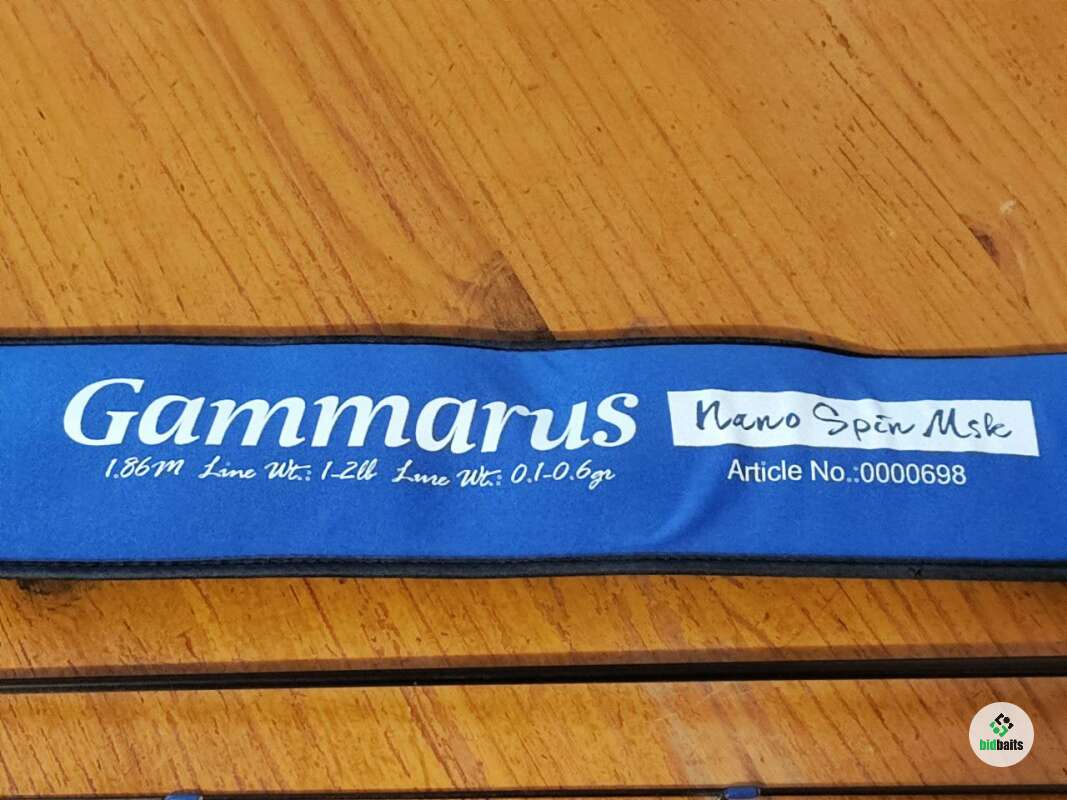 Gammarus
1.86M Line Wt.: 1-2lb Lure Wt.: 0.1-0.6gr
Nano Spin Msk
Article No.:0000698
bidbaits